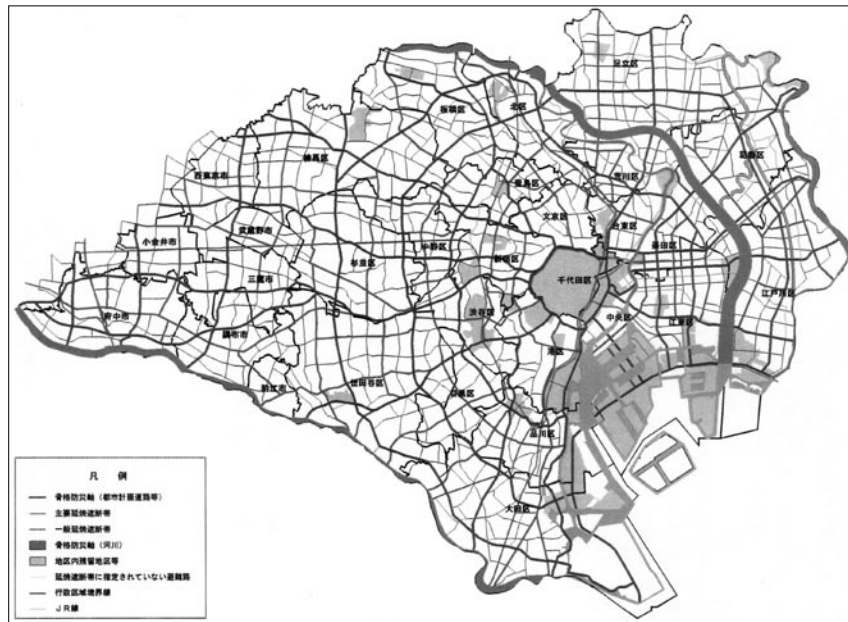 足立区
板橋区
北区
葛飾区
練馬区
西東京市
荒川区
豊島区
文京区
台東区
武蔵野市
小金井市
中野区
墨田区
杉並区
新宿区
三鷹市
千代田区
江戸川区
府中市
渋谷区
中央区
江東区
調布市
港区
狛江市
世田谷区
目黒区
品川区
大田区
凡 例
骨格防災軸（都市計画道路等）
主要延焼遮断帯
一般延焼遮断帯
骨格防災軸（河川）
地区内残留地区等
延焼遮断帯に指定されていない避難路
行政区域境界線
ＪＲ線